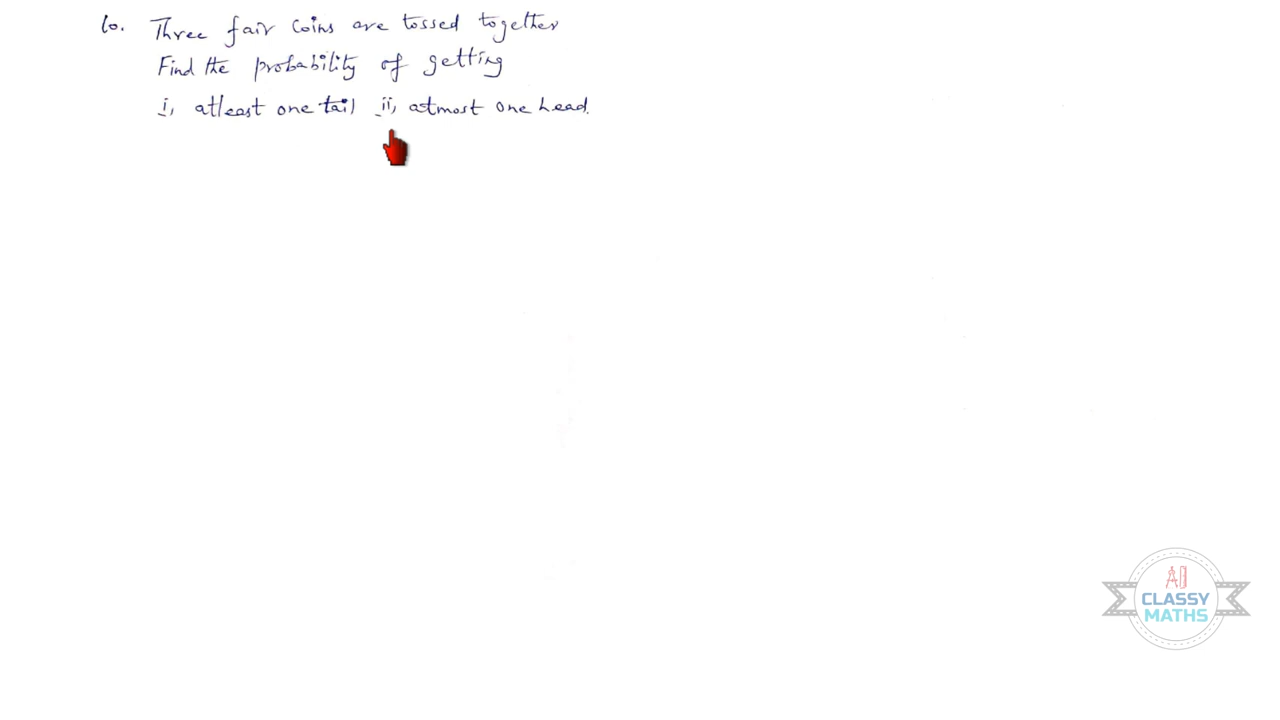 10. Three fair coins are tossed together
Find the probability of getting
i, atleast one tail ii, atmost one head.
CLASSY
MATHS